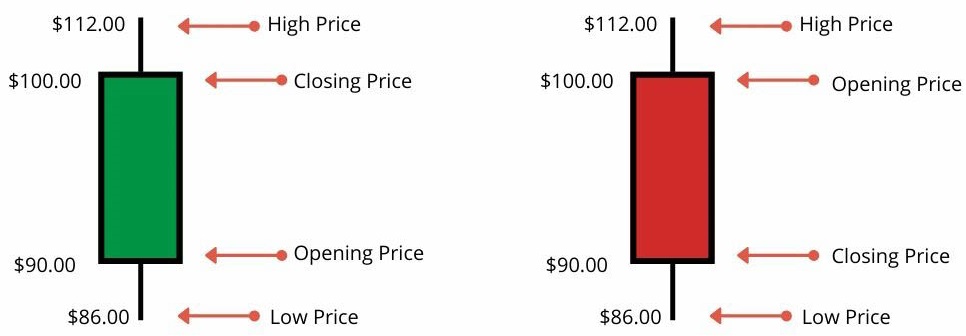 $112.00 High Price
$100.00 Closing Price
Opening Price
$90.00
$86.00 Low Price
$112.00 High Price
$100.00 Opening Price
Closing Price
$90.00
$86.00 Low Price